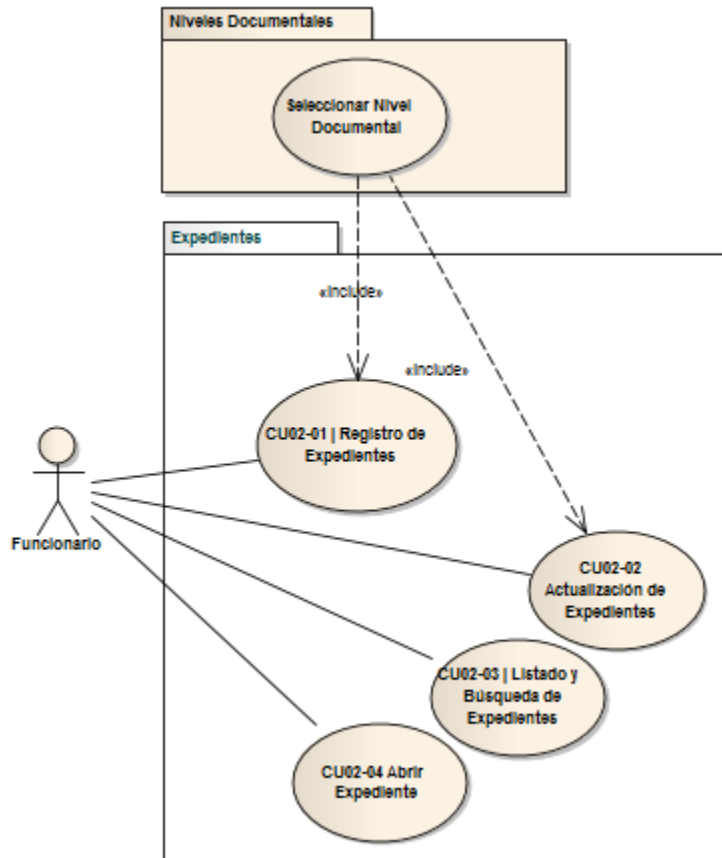 Niveles Documentales
Seleccionar Nivel
Documental
Expedientes
«include»
«include»
CU02-01 | Registro de
Expedientes
Funcionario
CU02-02
Actualización de
Expedientes
CU02-03 | Listado y
Búsqueda de
Expedientes
CU02-04 Abrir
Expediente